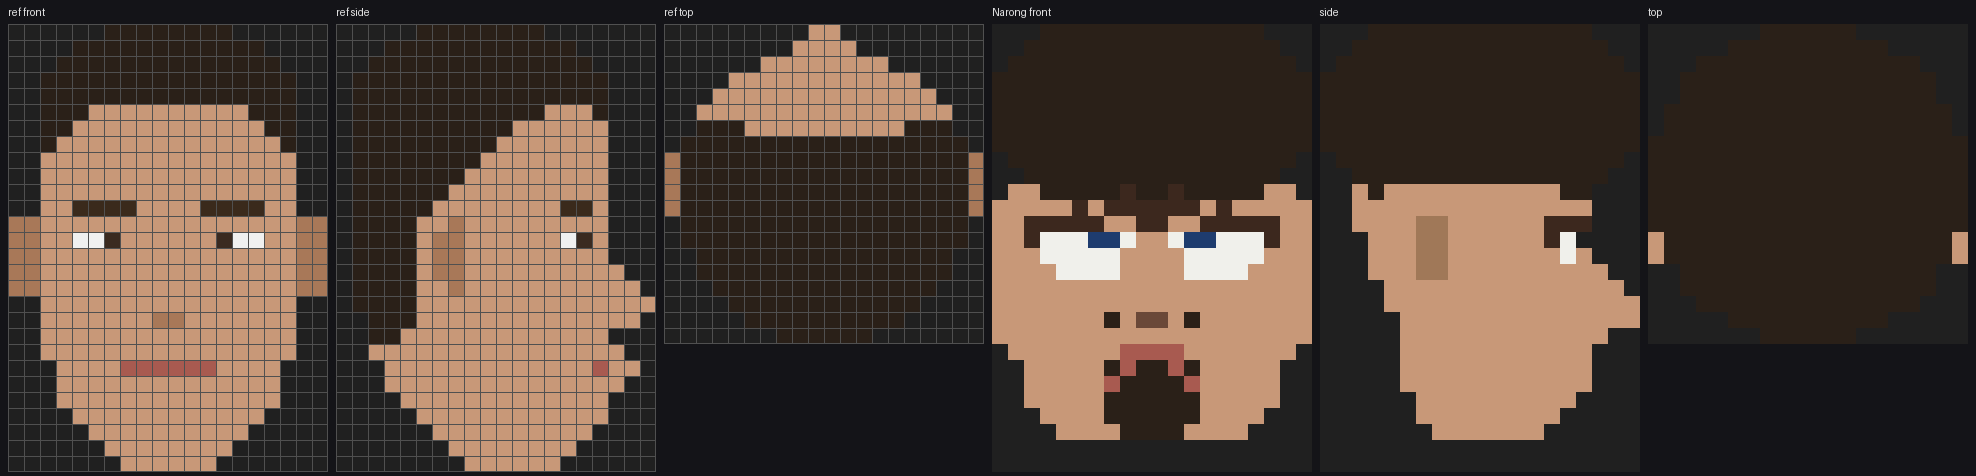 ref front
ref side
ref top
Narong front
side
top